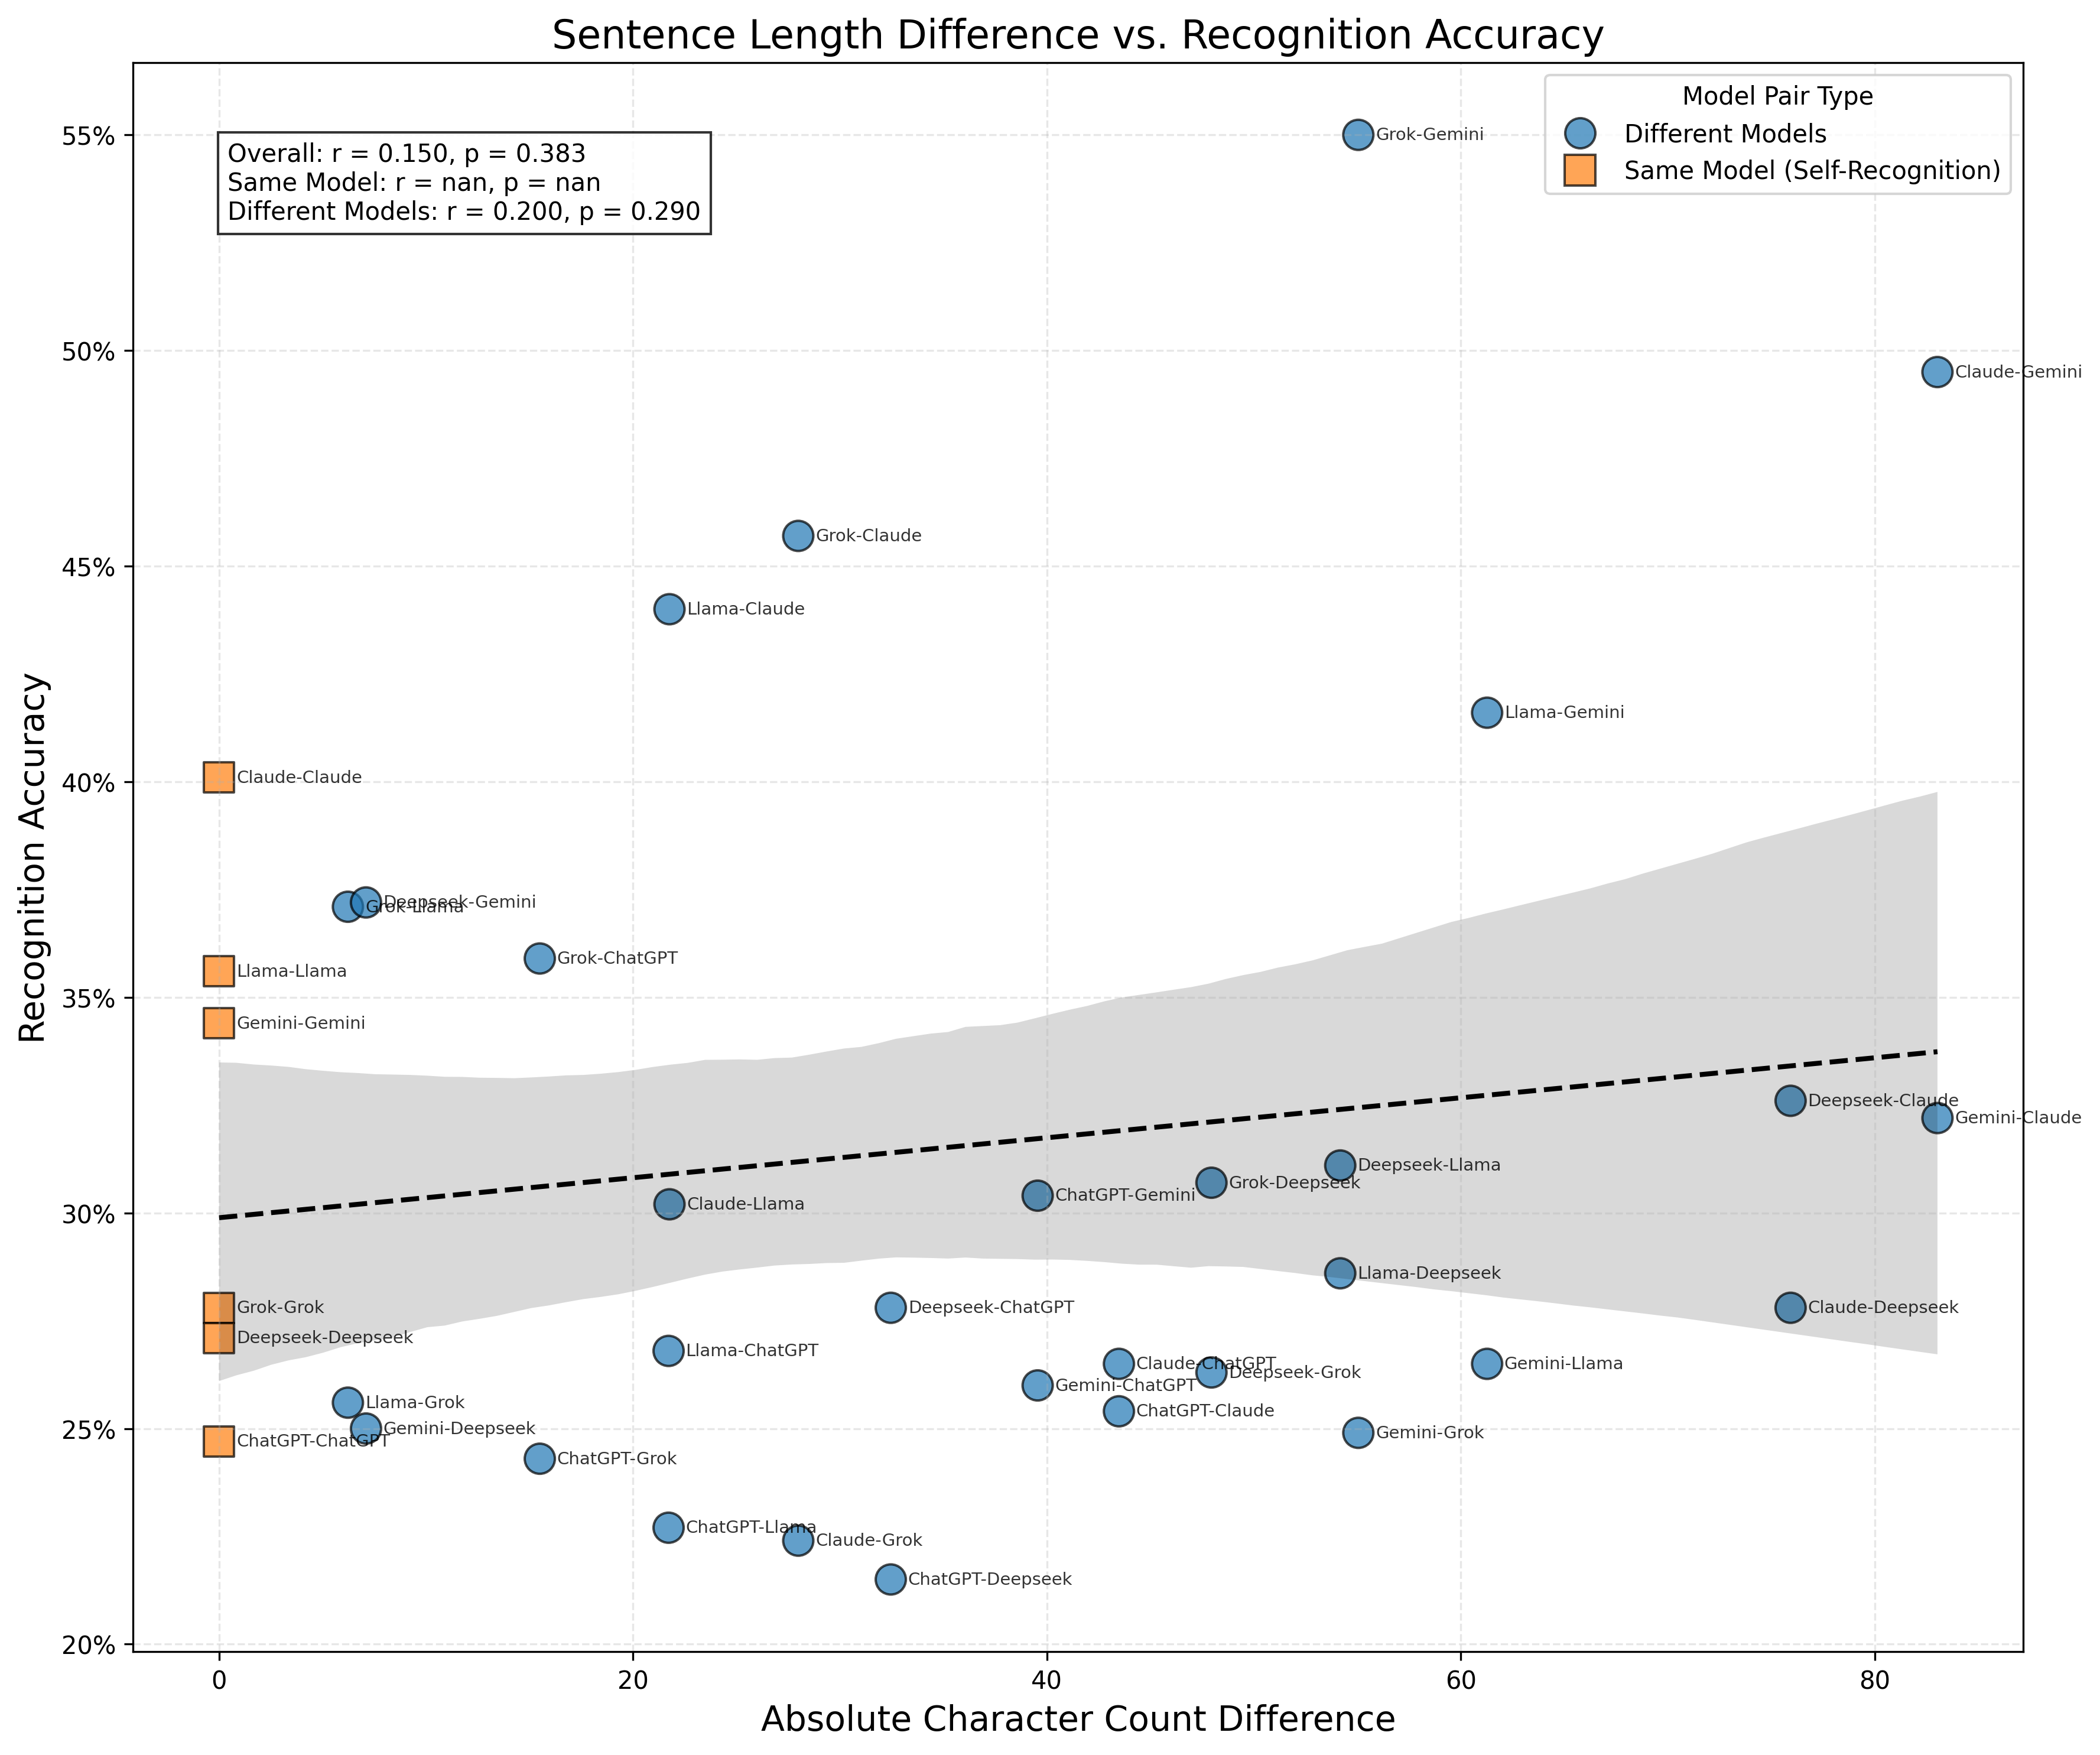 Sentence Length Difference vs. Recognition Accuracy
Model Pair Type
Different Models
Same Model (Self-Recognition)
Overall: r = 0.150, p = 0.383
Same Model: r = nan, p = nan
Different Models: r = 0.200, p = 0.290
Recognition Accuracy
55%
50%
45%
40%
35%
30%
25%
20%
Grok-Gemini
Claude-Gemini
Grok-Claude
Llama-Claude
Llama-Gemini
Claude-Claude
Deepseek-Gemini
Grok-Llama
Grok-ChatGPT
Llama-Llama
Gemini-Gemini
Deepseek-Claude
Gemini-Claude
Deepseek-Llama
Grok-Deepseek
ChatGPT-Gemini
Claude-Llama
Llama-Deepseek
Grok-Grok
Deepseek-ChatGPT
Claude-Deepseek
Deepseek-Deepseek
Llama-ChatGPT
Claude-ChatGPT
Gemini-Llama
Deepseek-Grok
Gemini-ChatGPT
Llama-Grok
ChatGPT-Claude
Gemini-Deepseek
Gemini-Grok
ChatGPT-ChatGPT
ChatGPT-Grok
ChatGPT-Llama
Claude-Grok
ChatGPT-Deepseek
0
20
40
60
80
Absolute Character Count Difference